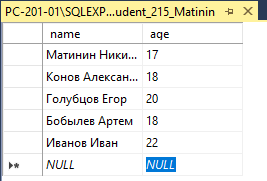 PC-201-01\SQLEXP...udent_215_Matinin
name age
Матинин Ники... 17
Конов Алексан... 18
Голубцов Егор 20
Бобылев Артем 18
Иванов Иван 22
NULL NULL